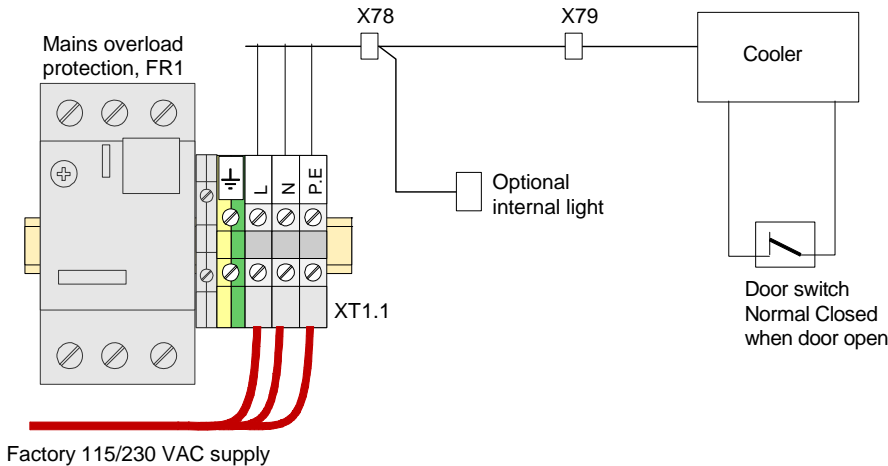 X78
X79
Mains overload
protection, FR1
Cooler
L
N
P.E
Optional
internal light
XT1.1
Door switch
Normal Closed
when door open
Factory 115/230 VAC supply